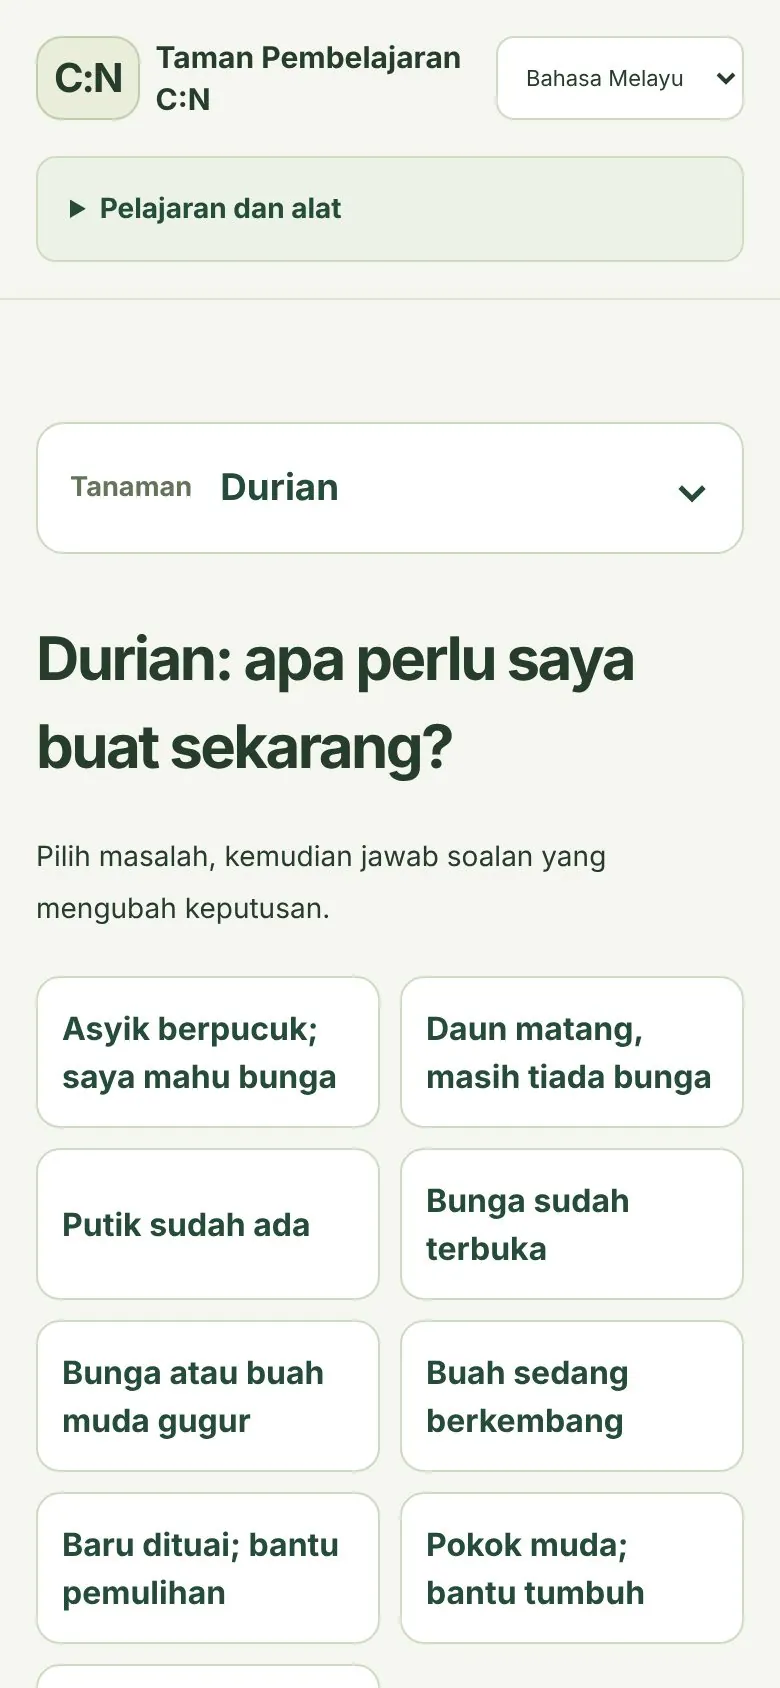 C:N
Taman Pembelajaran
C:N
Bahasa Melayu
Pelajaran dan alat
Tanaman Durian
Durian: apa perlu saya
buat sekarang?
Pilih masalah, kemudian jawab soalan yang
mengubah keputusan.
Asyik berpucuk;
saya mahu bunga
Daun matang,
masih tiada bunga
Putik sudah ada
Bunga sudah
terbuka
Bunga atau buah
muda gugur
Buah sedang
berkembang
Baru dituai; bantu
pemulihan
Pokok muda;
bantu tumbuh